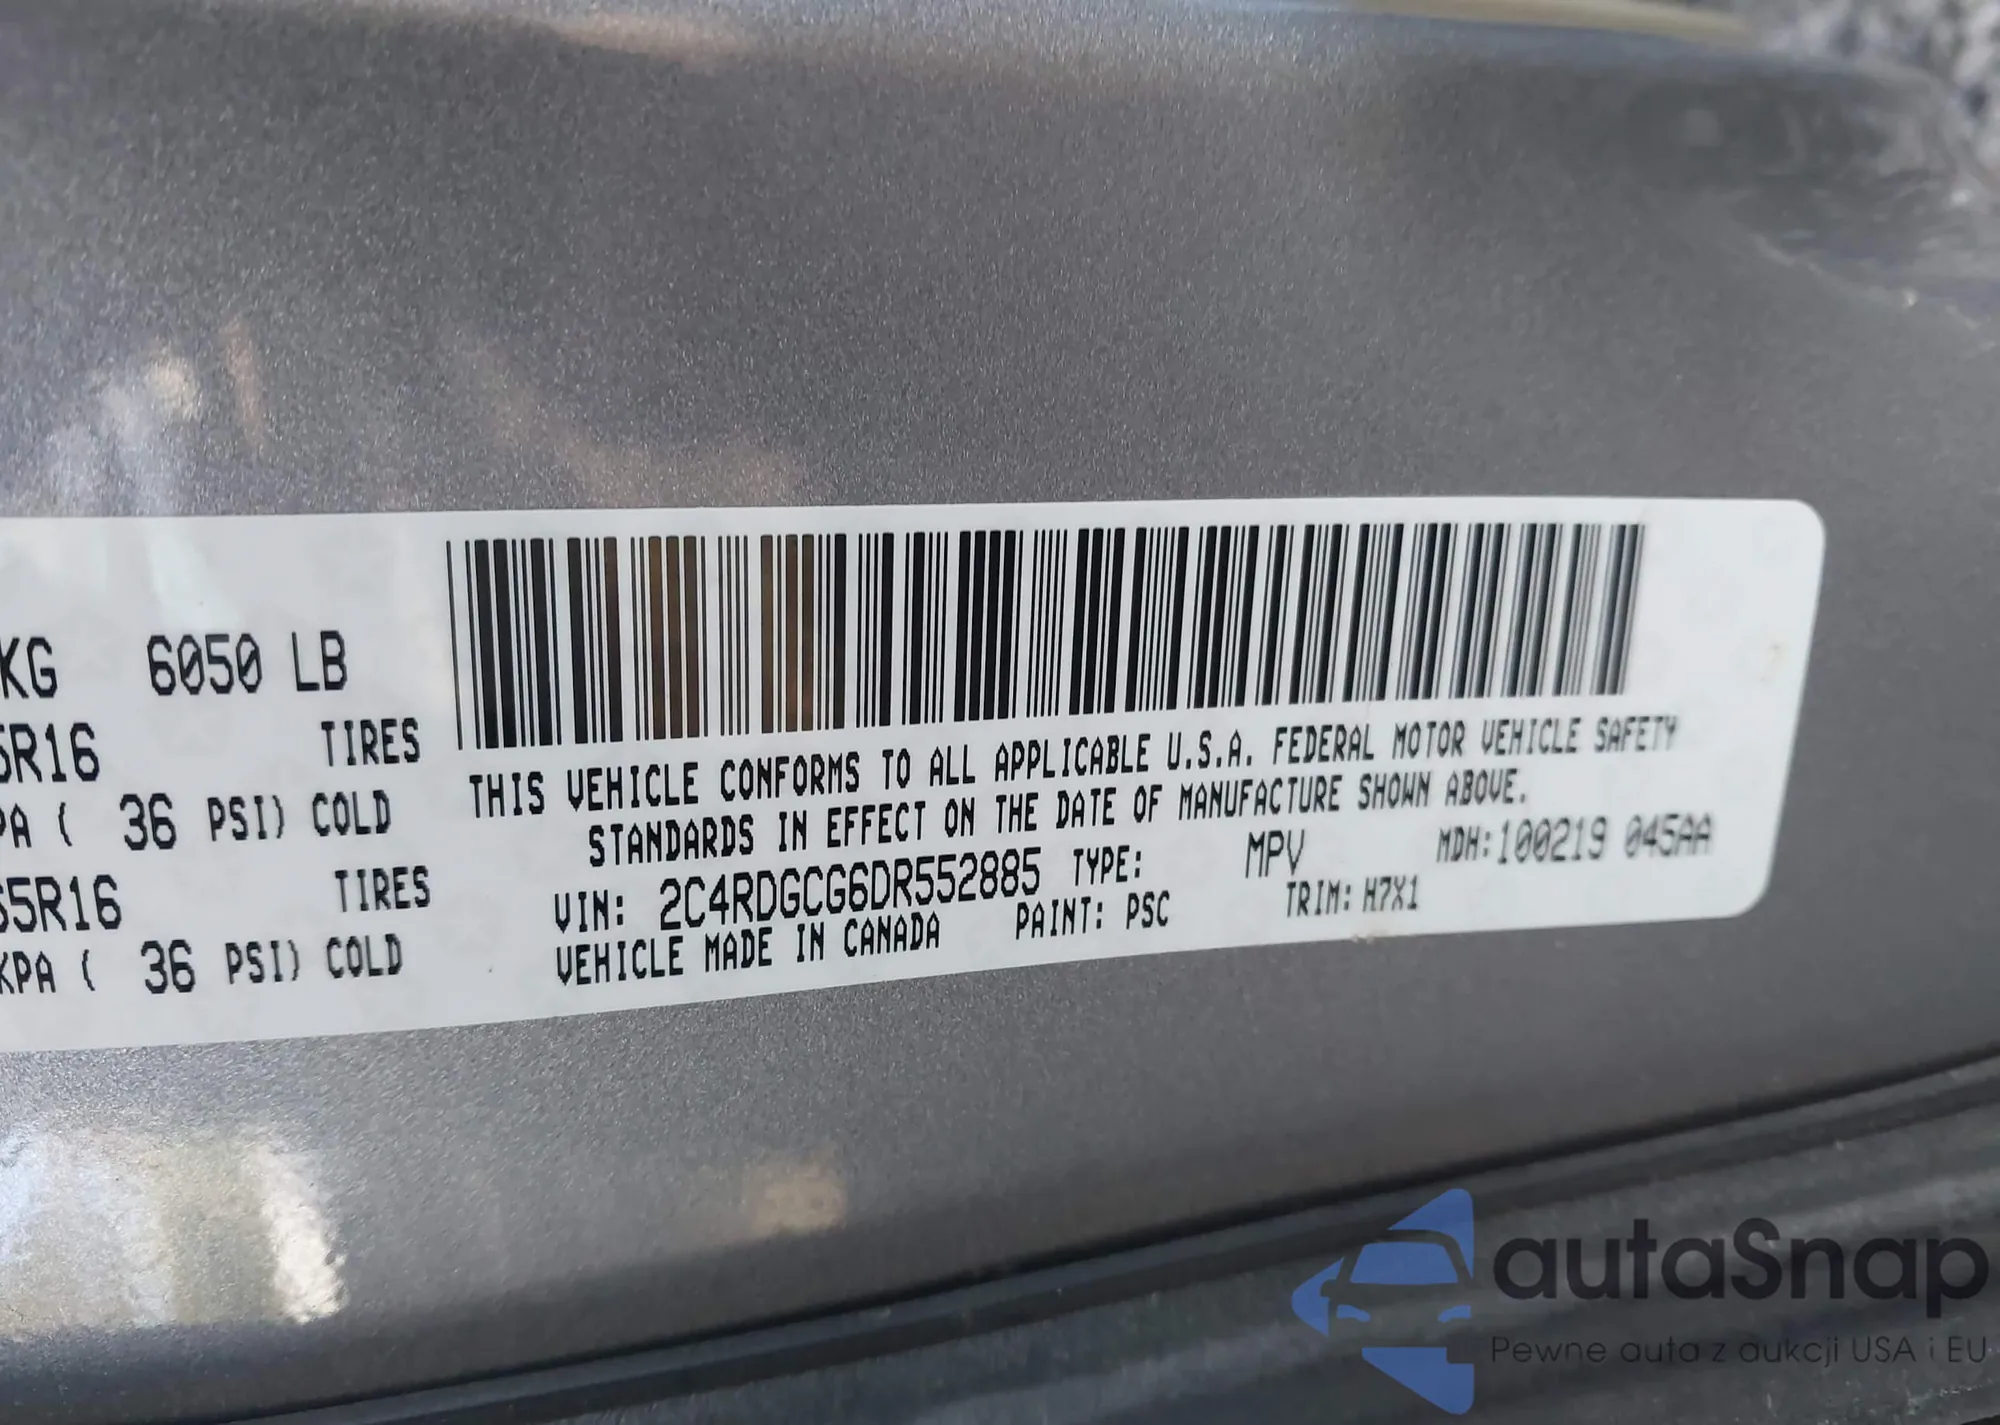 KG 6050 LB
5R16 TIRES
PA ( 36 PSI) COLD
65R16 TIRES
KPA ( 36 PSI) COLD
THIS VEHICLE CONFORMS TO ALL APPLICABLE U.S.A. FEDERAL MOTOR VEHICLE SAFETY
STANDARDS IN EFFECT ON THE DATE OF MANUFACTURE SHOWN ABOVE.
VIN: 2C4RDGCG6DR552885 TYPE: MPV MDH:100219 045AA
VEHICLE MADE IN CANADA PAINT: PSC TRIM: H7X1
autaSnap
Pewne auta z aukcji USA i EU